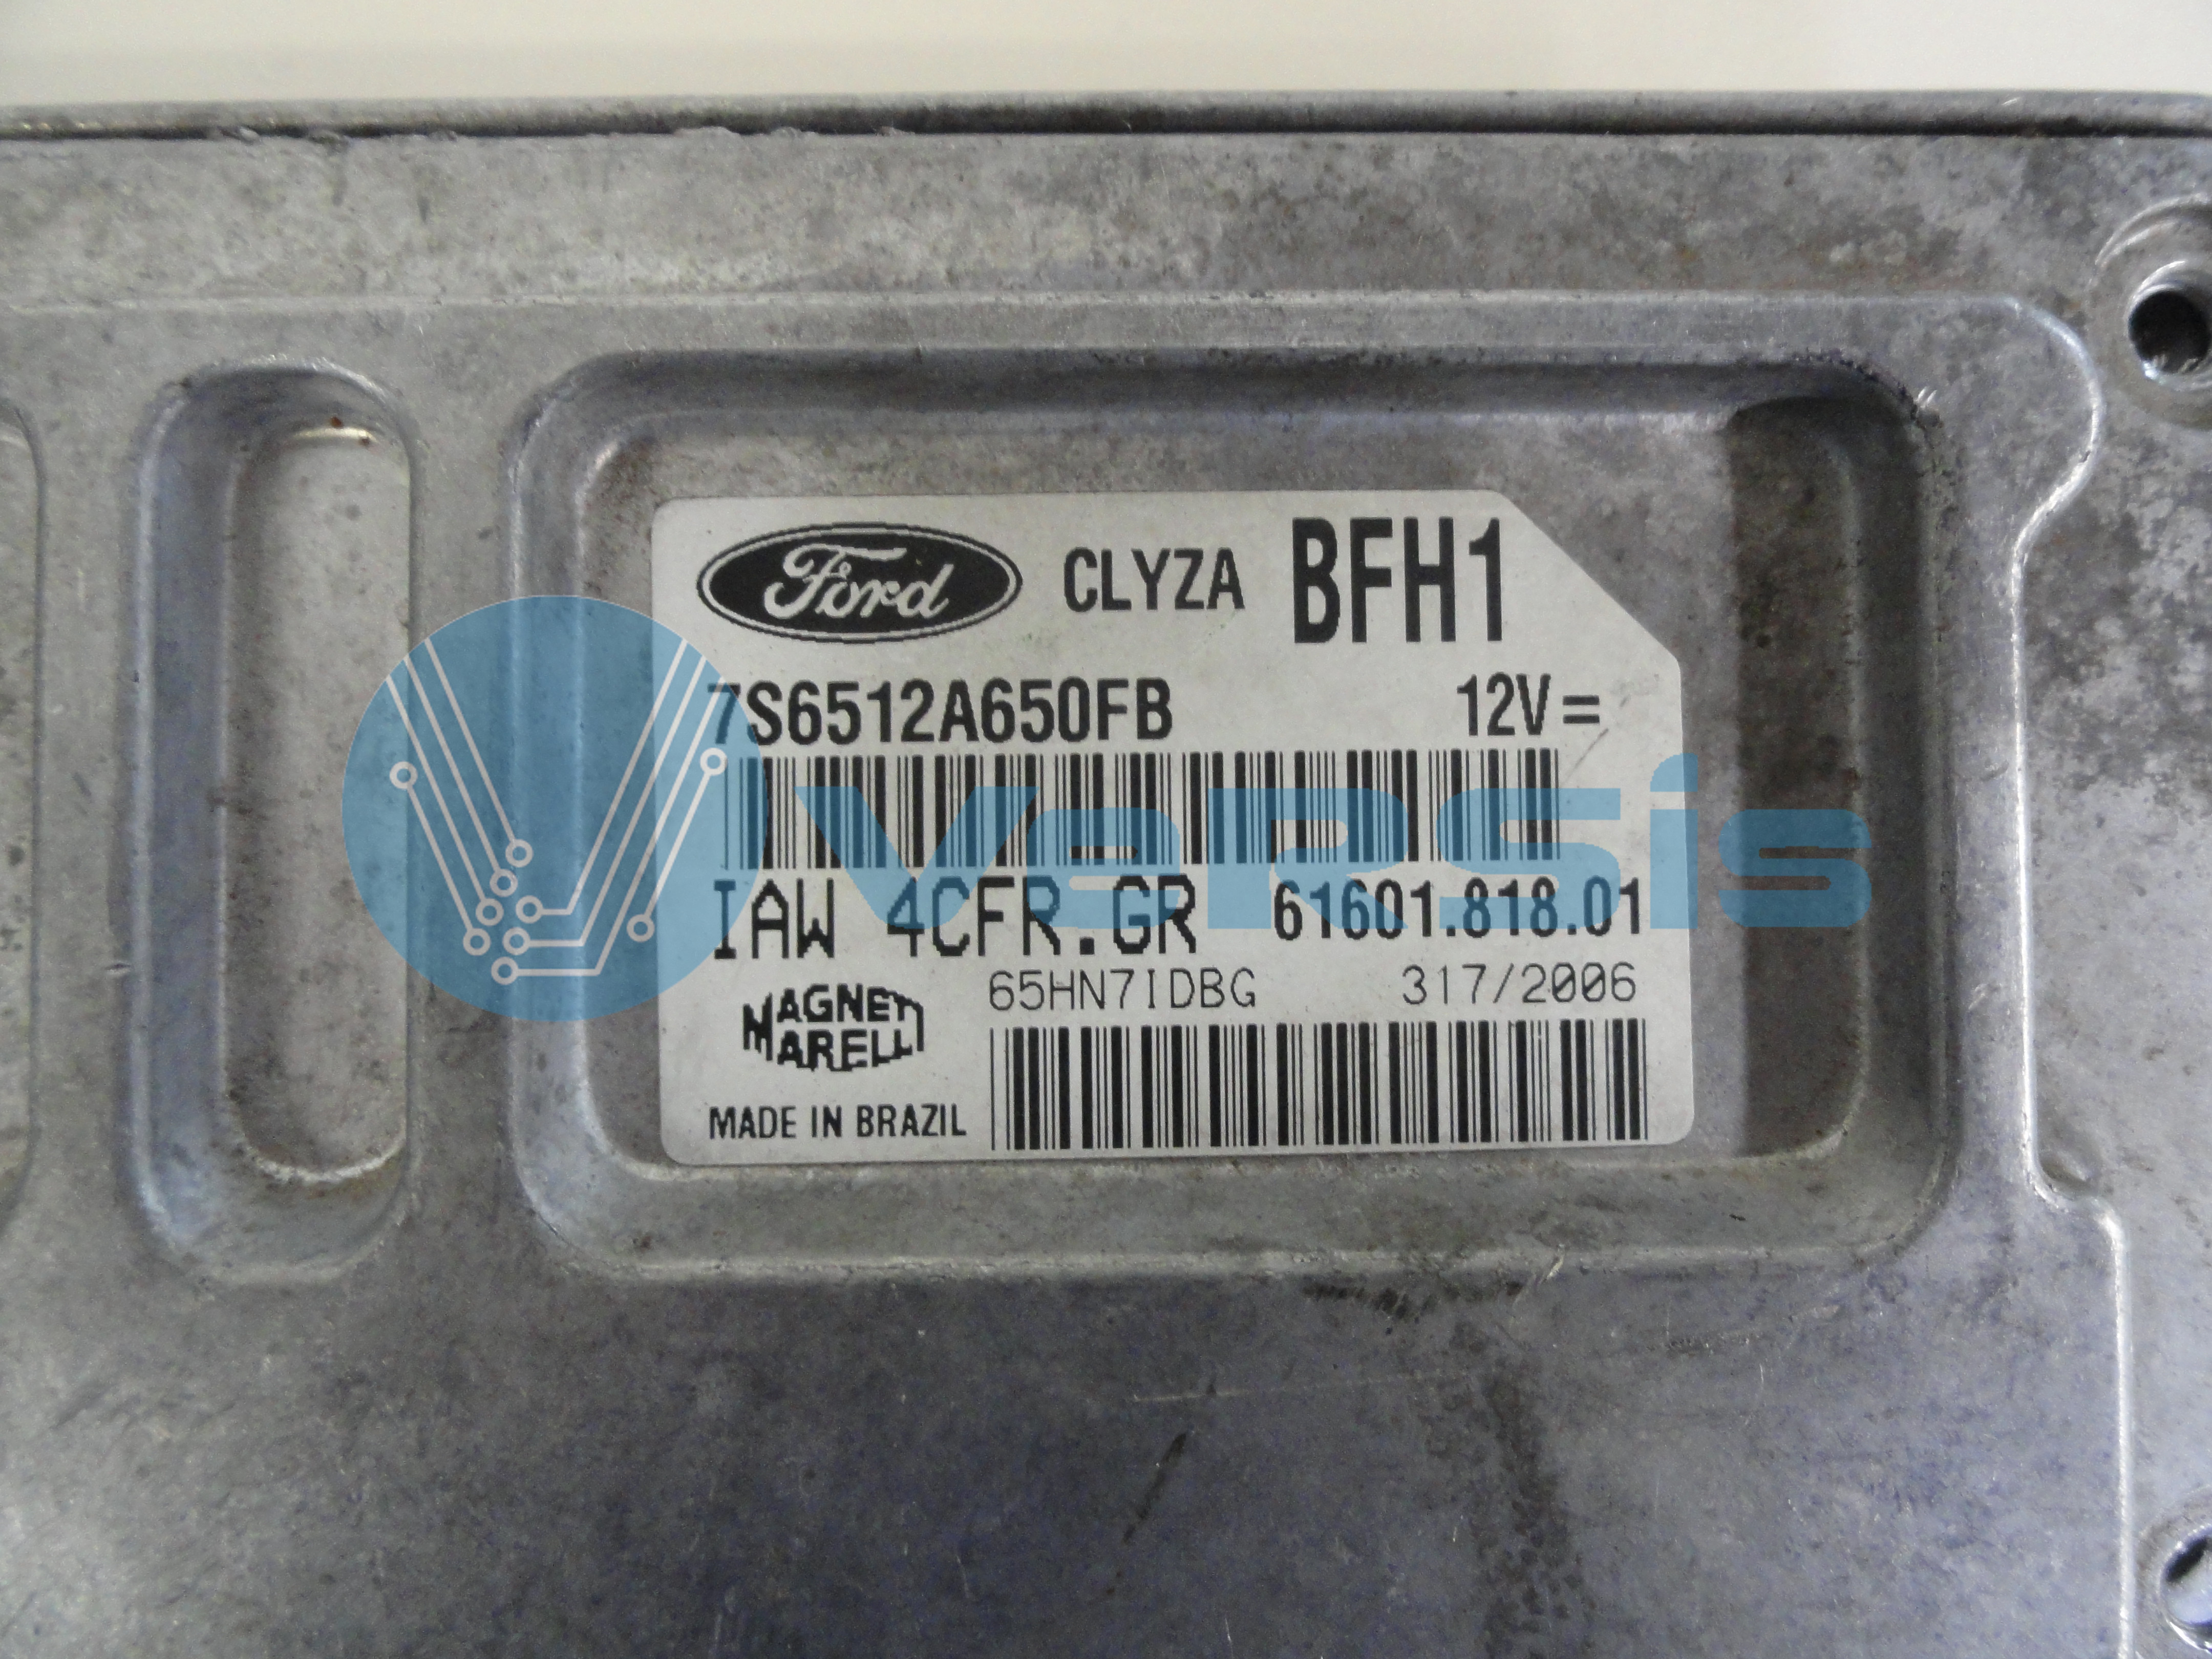 Ford CLYZA BFH1
7S6512A650FB 12V=
versis
IAW 4CFR.GR 61601.818.01
65HN7IDBG 317/2006
MAGNETI
MARELLI
MADE IN BRAZIL